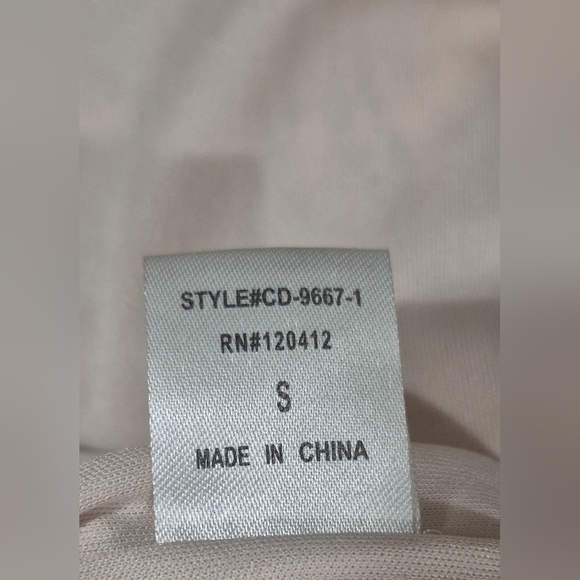 STYLE#CD-9667-1
RN#120412
S
MADE IN CHINA